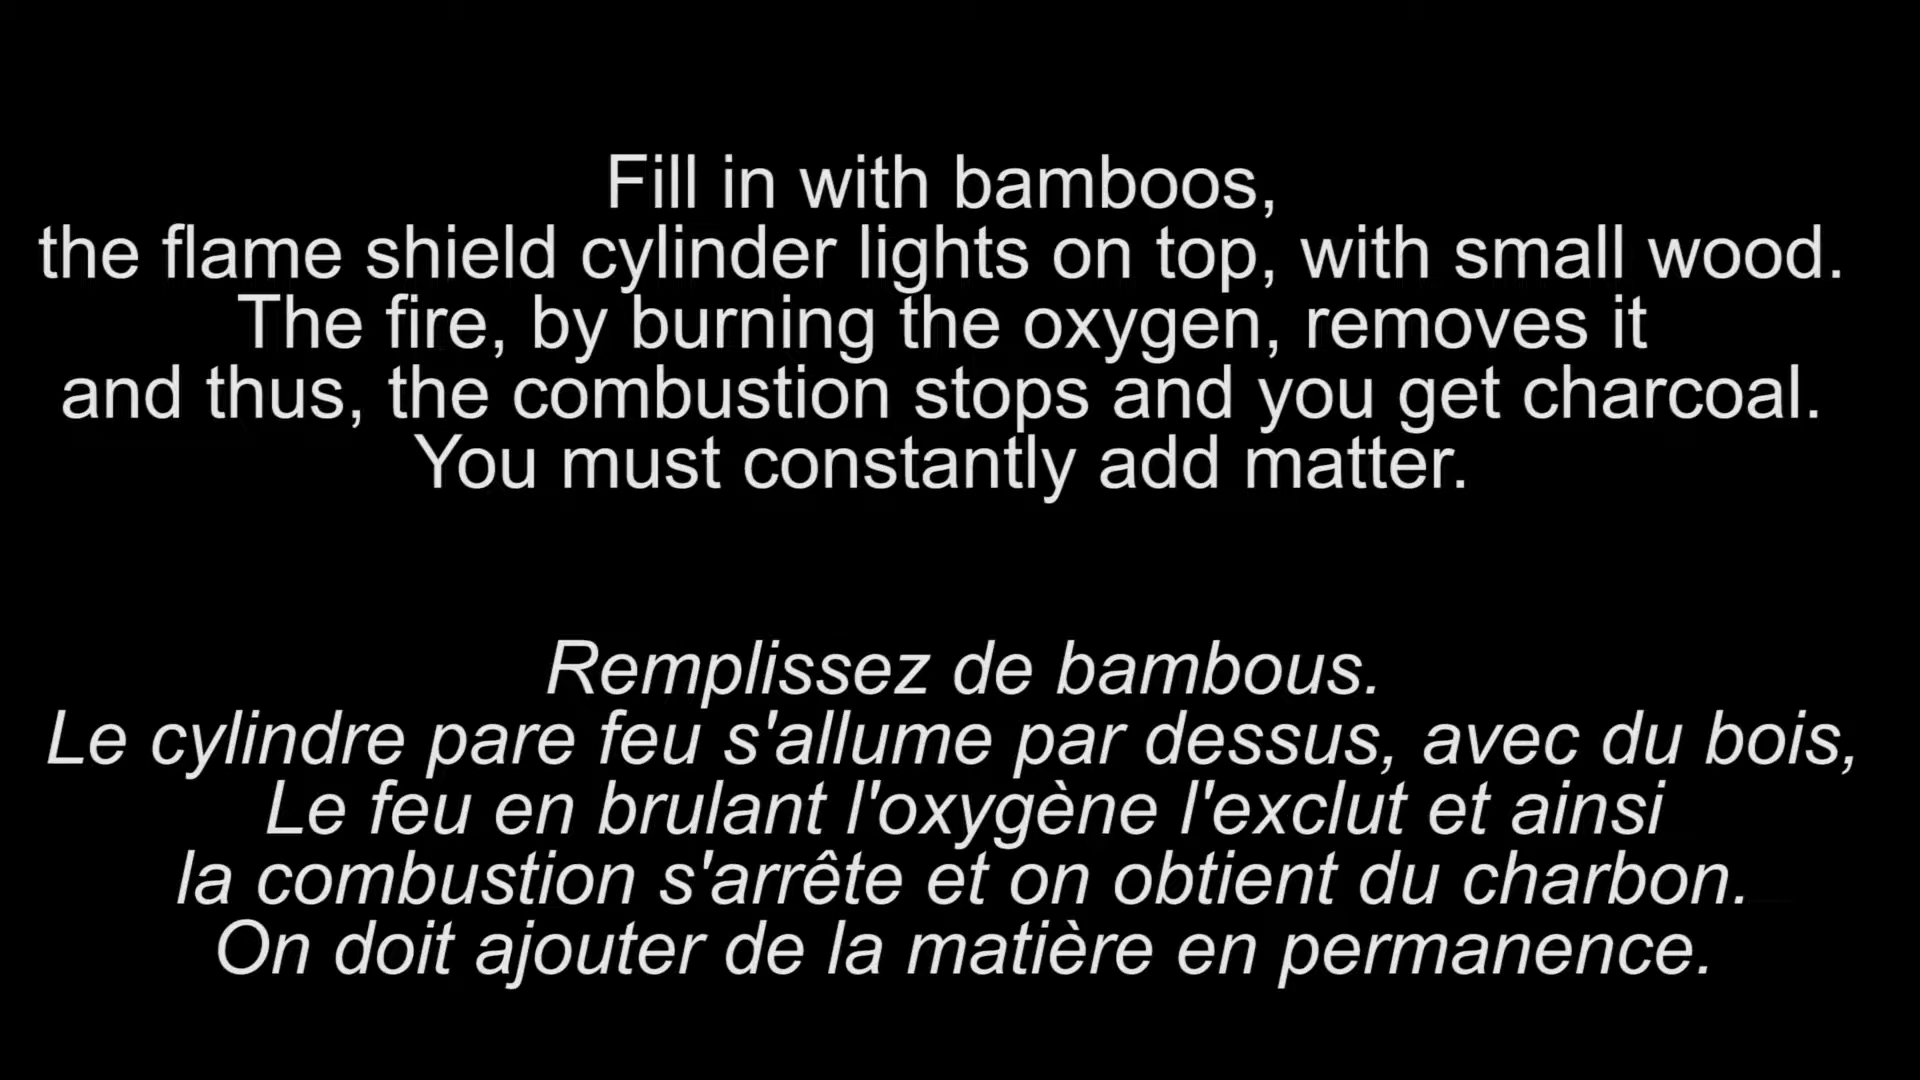 Fill in with bamboos,
the flame shield cylinder lights on top, with small wood.
The fire, by burning the oxygen, removes it
and thus, the combustion stops and you get charcoal.
You must constantly add matter.
Remplissez de bambous.
Le cylindre pare feu s'allume par dessus, avec du bois,
Le feu en brulant l'oxygène l'exclut et ainsi
la combustion s'arrête et on obtient du charbon.
On doit ajouter de la matière en permanence.